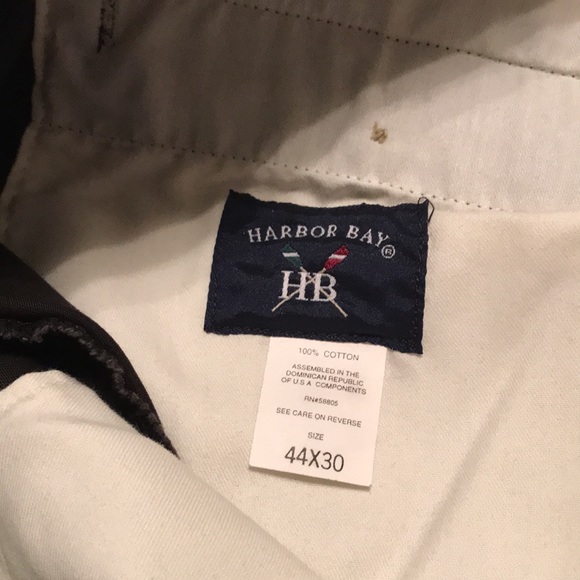 HARBOR BAY®
HB
100% COTTON
ASSEMBLED IN THE
DOMINICAN REPUBLIC
OF U.S.A COMPONENTS
RN#58605
SEE CARE ON REVERSE
SIZE
44X30